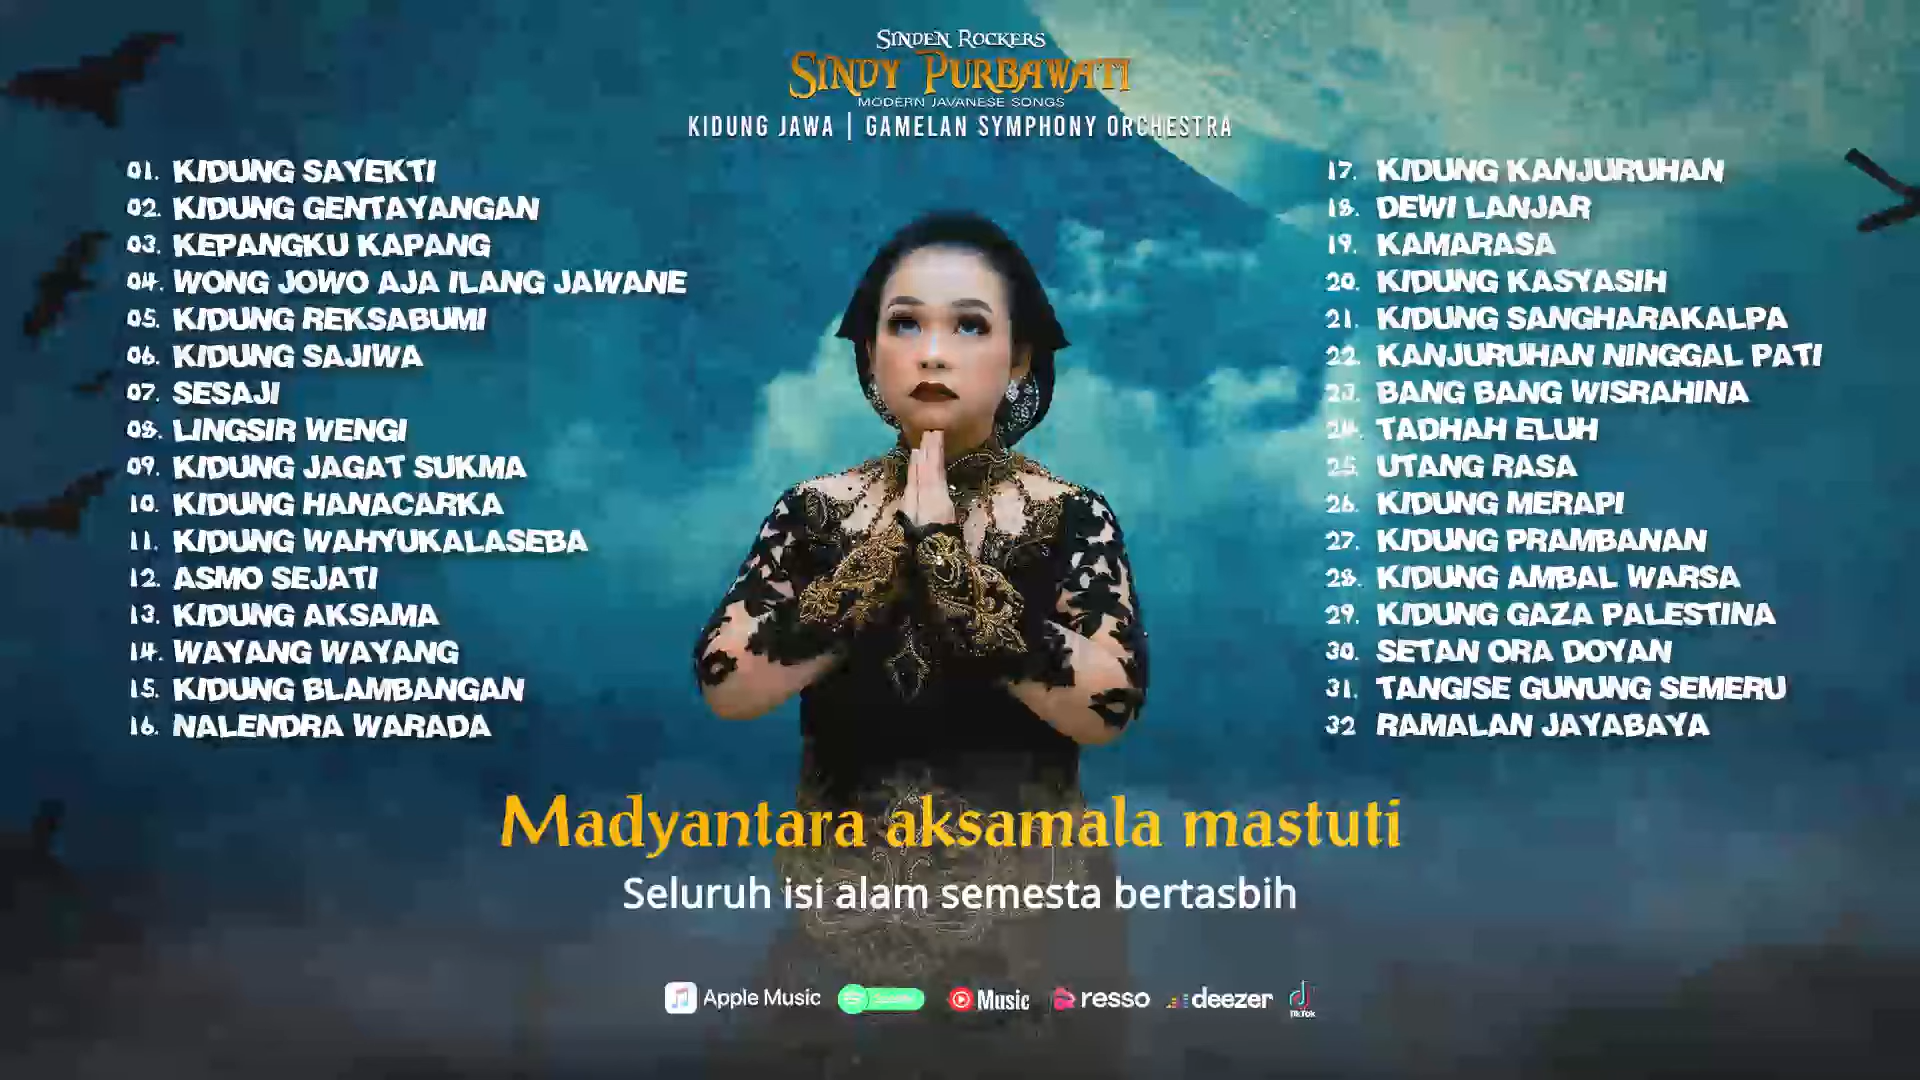 SINDEN ROCKERS
SINDY PURBAWATI
MODERN JAVANESE SONGS
KIDUNG JAWA | GAMELAN SYMPHONY ORCHESTRA
01. KIDUNG SAYEKTI
02. KIDUNG GENTAYANGAN
03. KEPANGKU KAPANG
04. WONG JOWO AJA ILANG JAWANE
05. KIDUNG REKSABUMI
06. KIDUNG SAJIWA
07. SESAJI
08. LINGSIR WENGI
09. KIDUNG JAGAT SUKMA
10. KIDUNG HANACARKA
11. KIDUNG WAHYUKALASEBA
12. ASMO SEJATI
13. KIDUNG AKSAMA
14. WAYANG WAYANG
15. KIDUNG BLAMBANGAN
16. NALENDRA WARADA
17. KIDUNG KANJURUHAN
18. DEWI LANJAR
19. KAMARASA
20. KIDUNG KASYASIH
21. KIDUNG SANGHARAKALPA
22. KANJURUHAN NINGGAL PATI
23. BANG BANG WISRAHINA
24. TADHAH ELUH
25. UTANG RASA
26. KIDUNG MERAPI
27. KIDUNG PRAMBANAN
28. KIDUNG AMBAL WARSA
29. KIDUNG GAZA PALESTINA
30. SETAN ORA DOYAN
31. TANGISE GUNUNG SEMERU
32 RAMALAN JAYABAYA
Madyantara aksamala mastuti
Seluruh isi alam semesta bertasbih
Apple Music Spotify Music resso deezer TikTok